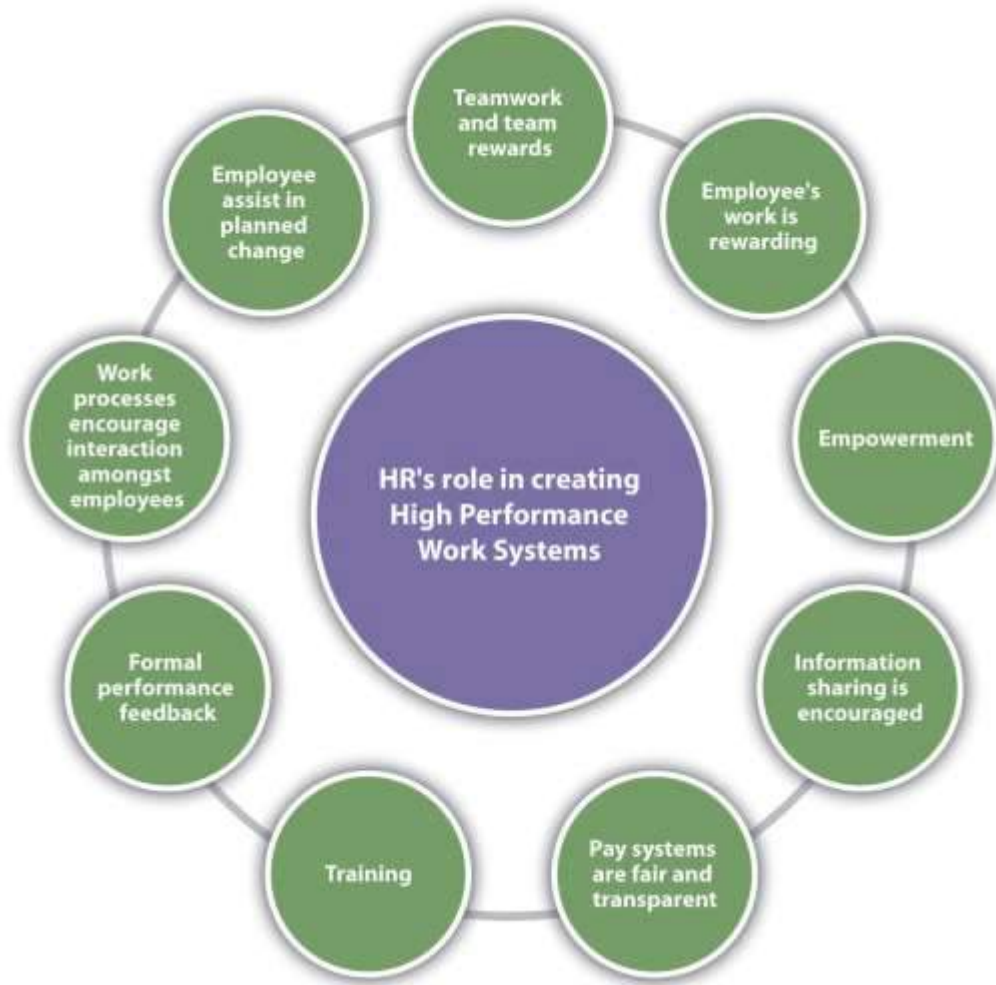 Teamwork
and team
rewards
Employee's
work is
rewarding
Empowerment
Information
sharing is
encouraged
Pay systems
are fair and
transparent
Training
Formal
performance
feedback
Work
processes
encourage
interaction
amongst
employees
Employee
assist in
planned
change
HR's role in creating
High Performance
Work Systems